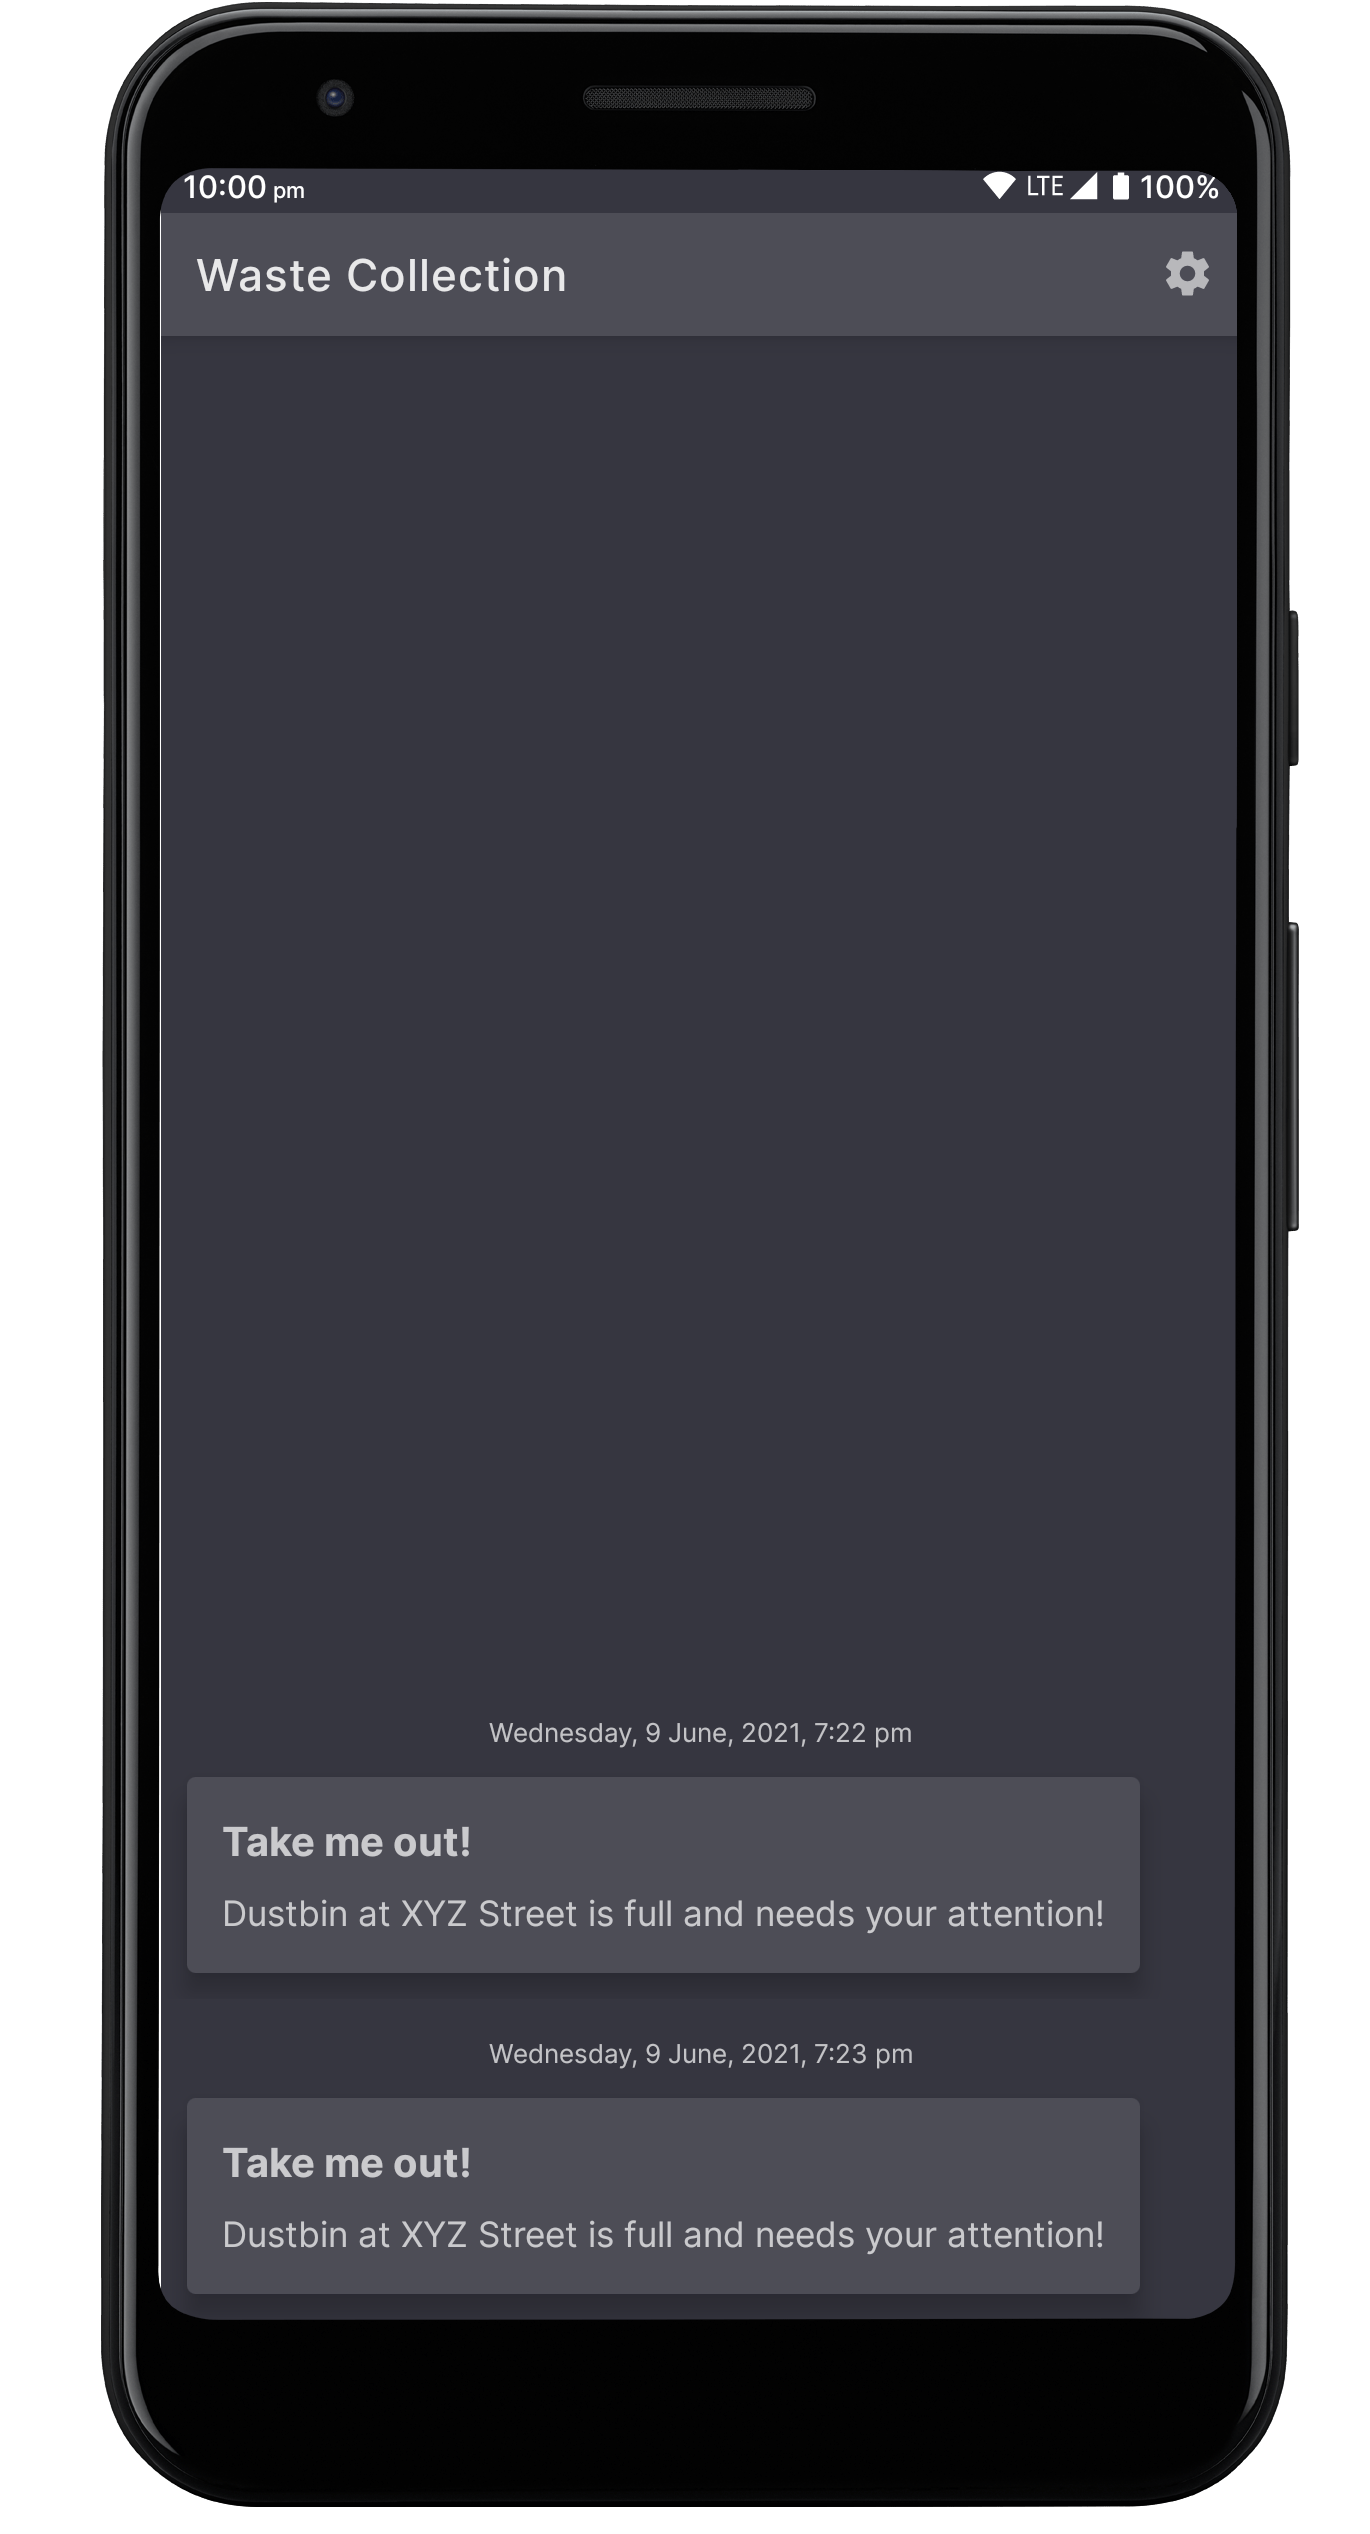 10:00 pm LTE 100%
Waste Collection
Wednesday, 9 June, 2021, 7:22 pm
Take me out!
Dustbin at XYZ Street is full and needs your attention!
Wednesday, 9 June, 2021, 7:23 pm
Take me out!
Dustbin at XYZ Street is full and needs your attention!